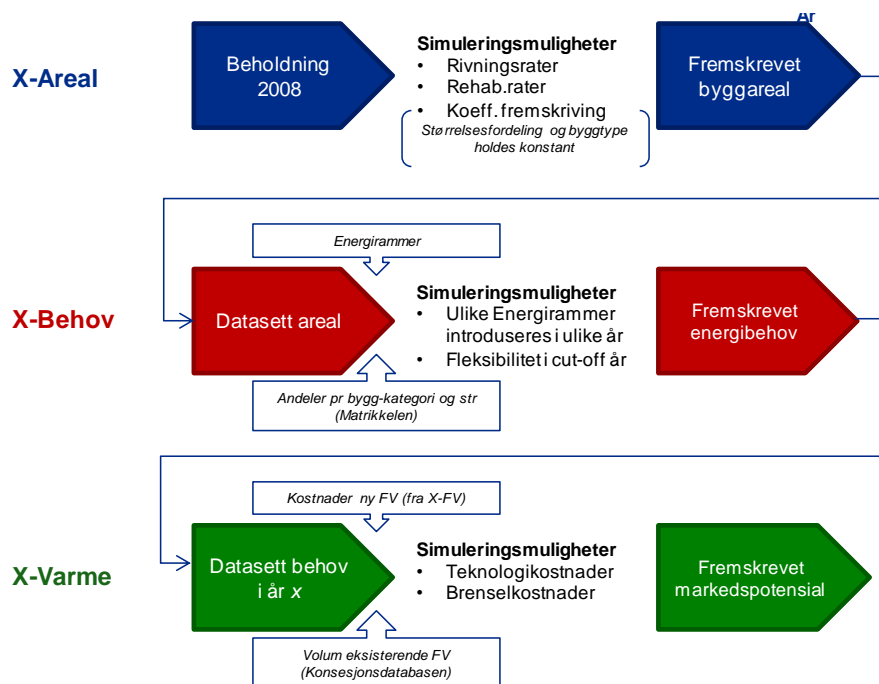 År
X-Areal
Beholdning
2008
Simuleringsmuligheter
• Rivningsrater
• Rehab.rater
• Koeff.fremskriving
Størrelsesfordeling og byggtype
holdes konstant
Fremskrevet
byggareal
Energirammer
X-Behov
Datasett areal
Simuleringsmuligheter
• Ulike Energirammer
introduseres i ulike år
• Fleksibilitet i cut-off år
Fremskrevet
energibehov
Andeler pr bygg-kategori og str
(Matrikkelen)
Kostnader ny FV (fra X-FV)
X-Varme
Datasett behov
i år x
Simuleringsmuligheter
• Teknologikostnader
• Brenselkostnader
Fremskrevet
markedspotensial
Volum eksisterende FV
(Konsesjonsdatabasen)